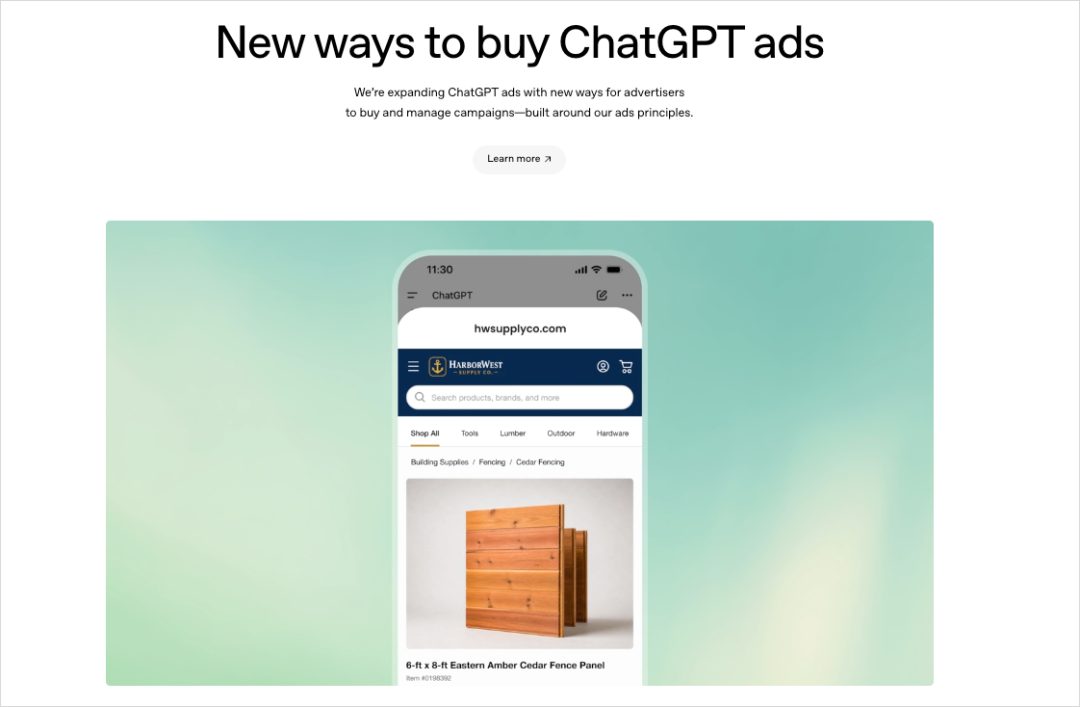 New ways to buy ChatGPT ads
We're expanding ChatGPT ads with new ways for advertisers
to buy and manage campaigns—built around our ads principles.
Learn more ↗
11:30
ChatGPT
hwsupplyco.com
HARBORWEST
SUPPLY CO.
Search products, brands, and more
Shop All Tools Lumber Outdoor Hardware
Building Supplies / Fencing / Cedar Fencing
6-ft x 8-ft Eastern Amber Cedar Fence Panel
Item #0198392